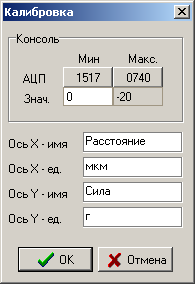 Калибровка
Консоль
Мин Макс.
АЦП 1517 0740
Знач. 0 -20
Ось X - имя Расстояние
Ось X - ед. мкм
Ось Y - имя Сила
Ось Y - ед. г
OK Отмена